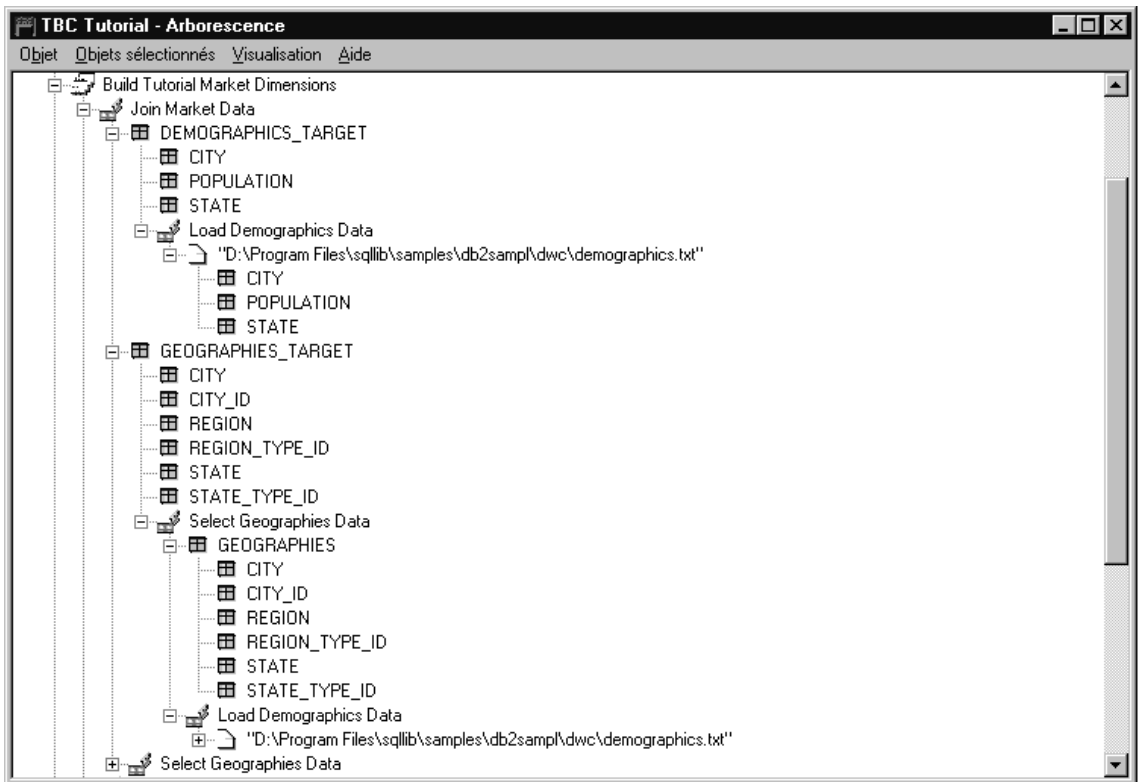 TBC Tutorial - Arborescence
Objet Objets sélectionnés Visualisation Aide
Build Tutorial Market Dimensions
Join Market Data
DEMOGRAPHICS_TARGET
CITY
POPULATION
STATE
Load Demographics Data
"D:\Program Files\sqllib\samples\db2sampl\dwc\demographics.txt"
CITY
POPULATION
STATE
GEOGRAPHIES_TARGET
CITY
CITY_ID
REGION
REGION_TYPE_ID
STATE
STATE_TYPE_ID
Select Geographies Data
GEOGRAPHIES
CITY
CITY_ID
REGION
REGION_TYPE_ID
STATE
STATE_TYPE_ID
Load Demographics Data
"D:\Program Files\sqllib\samples\db2sampl\dwc\demographics.txt"
Select Geographies Data